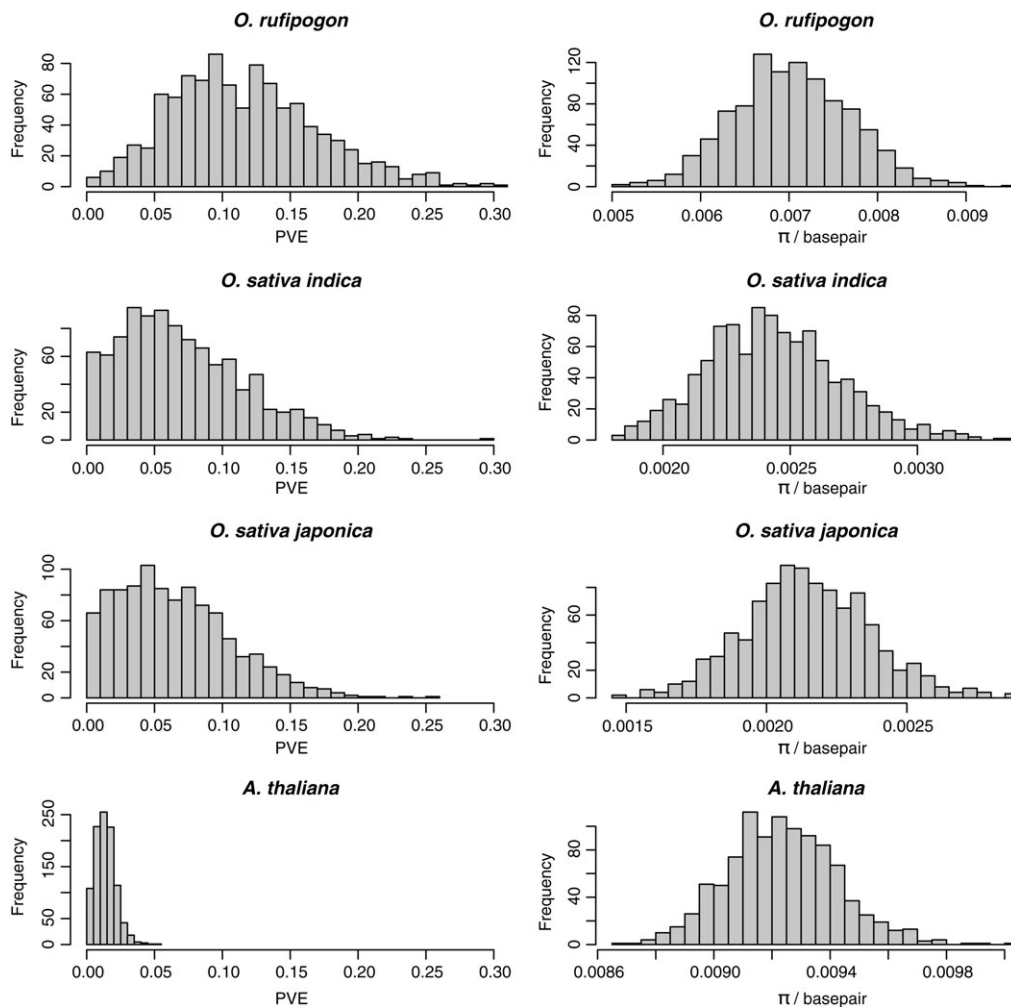 O. rufipogon
Frequency
0 20 40 60 80
0.00 0.05 0.10 0.15 0.20 0.25 0.30
PVE
O. rufipogon
Frequency
0 40 80 120
0.005 0.006 0.007 0.008 0.009
π / basepair
O. sativa indica
Frequency
0 20 60
0.00 0.05 0.10 0.15 0.20 0.25 0.30
PVE
O. sativa indica
Frequency
0 20 40 60 80
0.0020 0.0025 0.0030
π / basepair
O. sativa japonica
Frequency
0 20 60 100
0.00 0.05 0.10 0.15 0.20 0.25 0.30
PVE
O. sativa japonica
Frequency
0 20 40 80
0.0015 0.0020 0.0025
π / basepair
A. thaliana
Frequency
0 50 150 250
0.00 0.05 0.10 0.15 0.20 0.25 0.30
PVE
A. thaliana
Frequency
0 20 40 80
0.0086 0.0090 0.0094 0.0098
π / basepair